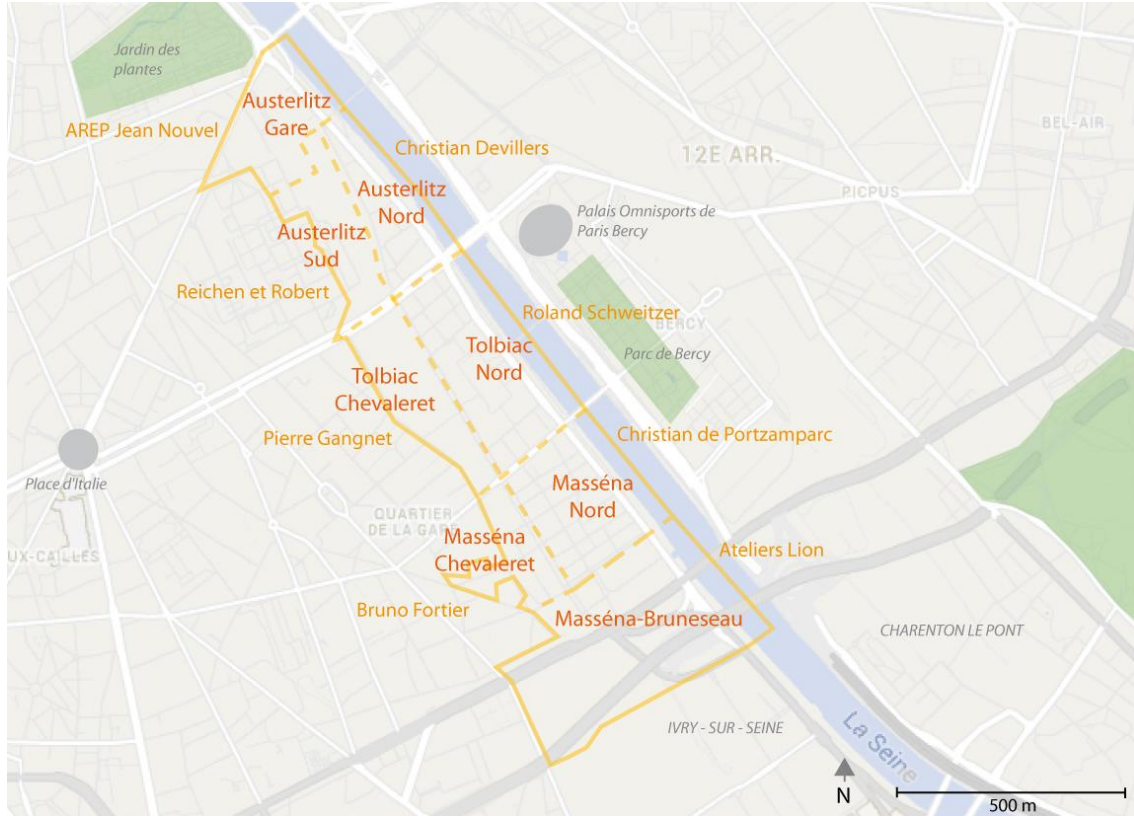 Jardin des
plantes
Austerlitz
Gare
AREP Jean Nouvel
Christian Devillers
BEL-AIR
12E ARR.
PICPUS
Austerlitz
Nord
Palais Omnisports de
Paris Bercy
Austerlitz
Sud
Reichen et Robert
Roland Schweitzer
BERCY
Parc de Bercy
Tolbiac
Nord
Tolbiac
Chevaleret
Pierre Gangnet
Christian de Portzamparc
Place d'Italie
Masséna
Nord
QUARTIER
DE LA GARE
UX-CAILLES
Masséna
Chevaleret
Ateliers Lion
Bruno Fortier
Masséna-Bruneseau
CHARENTON LE PONT
IVRY - SUR - SEINE
La Seine
N
500 m